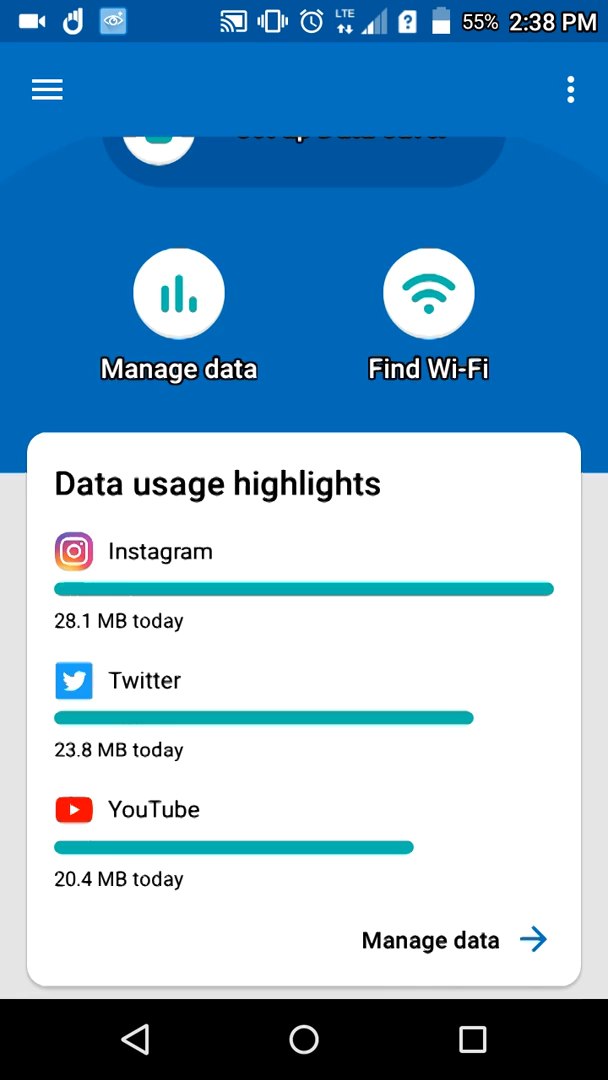 LTE
55% 2:38 PM
Manage data
Find Wi-Fi
Data usage highlights
Instagram
28.1 MB today
Twitter
23.8 MB today
YouTube
20.4 MB today
Manage data